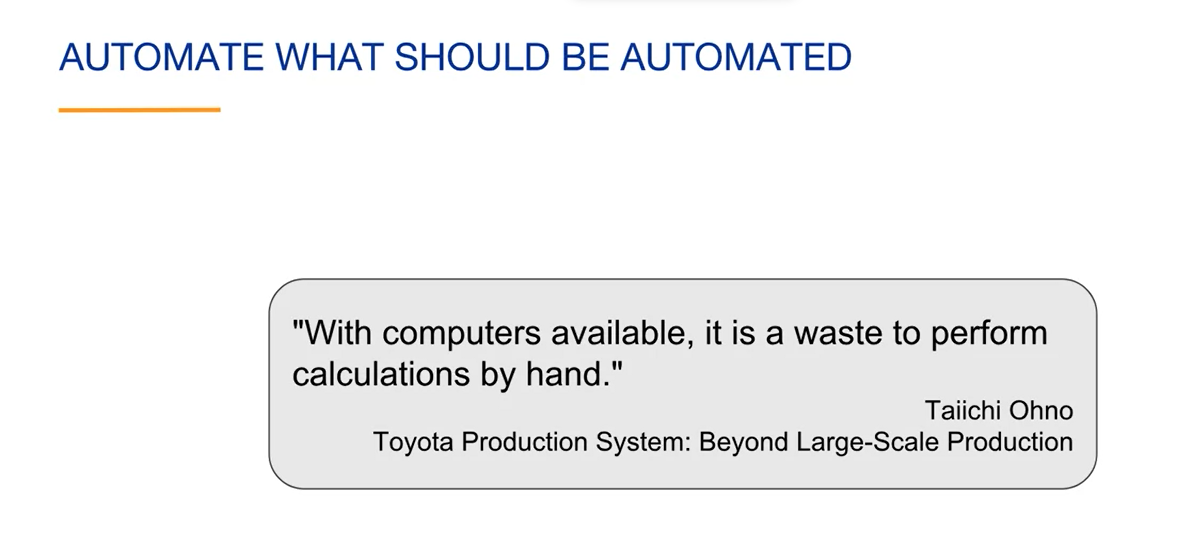 AUTOMATE WHAT SHOULD BE AUTOMATED
"With computers available, it is a waste to perform
calculations by hand."
Taiichi Ohno
Toyota Production System: Beyond Large-Scale Production